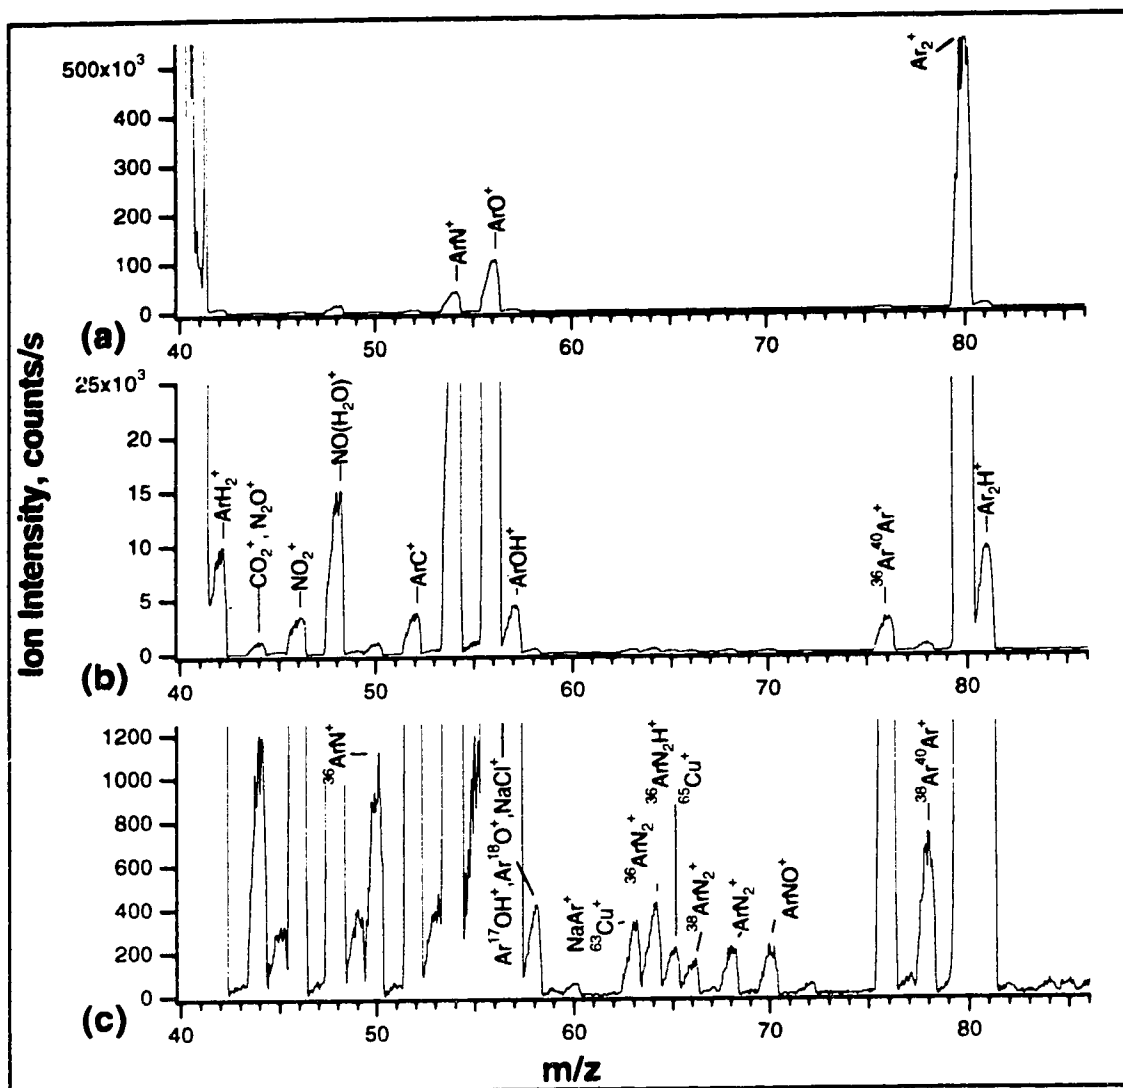 Ion Intensity, counts/s
500x10³
400
300
200
100
0
ArN⁺
ArO⁺
Ar₂⁺
(a)
40 50 60 70 80
25x10³
20
15
10
5
0
ArH₂⁺
CO₂⁺, N₂O⁺
NO₂⁺
NO(H₂O)⁺
ArC⁺
ArOH⁺
³⁶Ar⁴⁰Ar⁺
Ar₂H⁺
(b)
40 50 60 70 80
1200
1000
800
600
400
200
0
³⁶ArN⁺
Ar¹⁷OH⁺,Ar¹⁸O⁺,NaCl⁺
NaAr⁺
⁶³Cu⁺
³⁶ArN₂⁺
³⁶ArN₂H⁺
⁶⁵Cu⁺
³⁸ArN₂⁺
ArN₂⁺
ArNO⁺
³⁸Ar⁴⁰Ar⁺
(c)
40 50 60 70 80
m/z